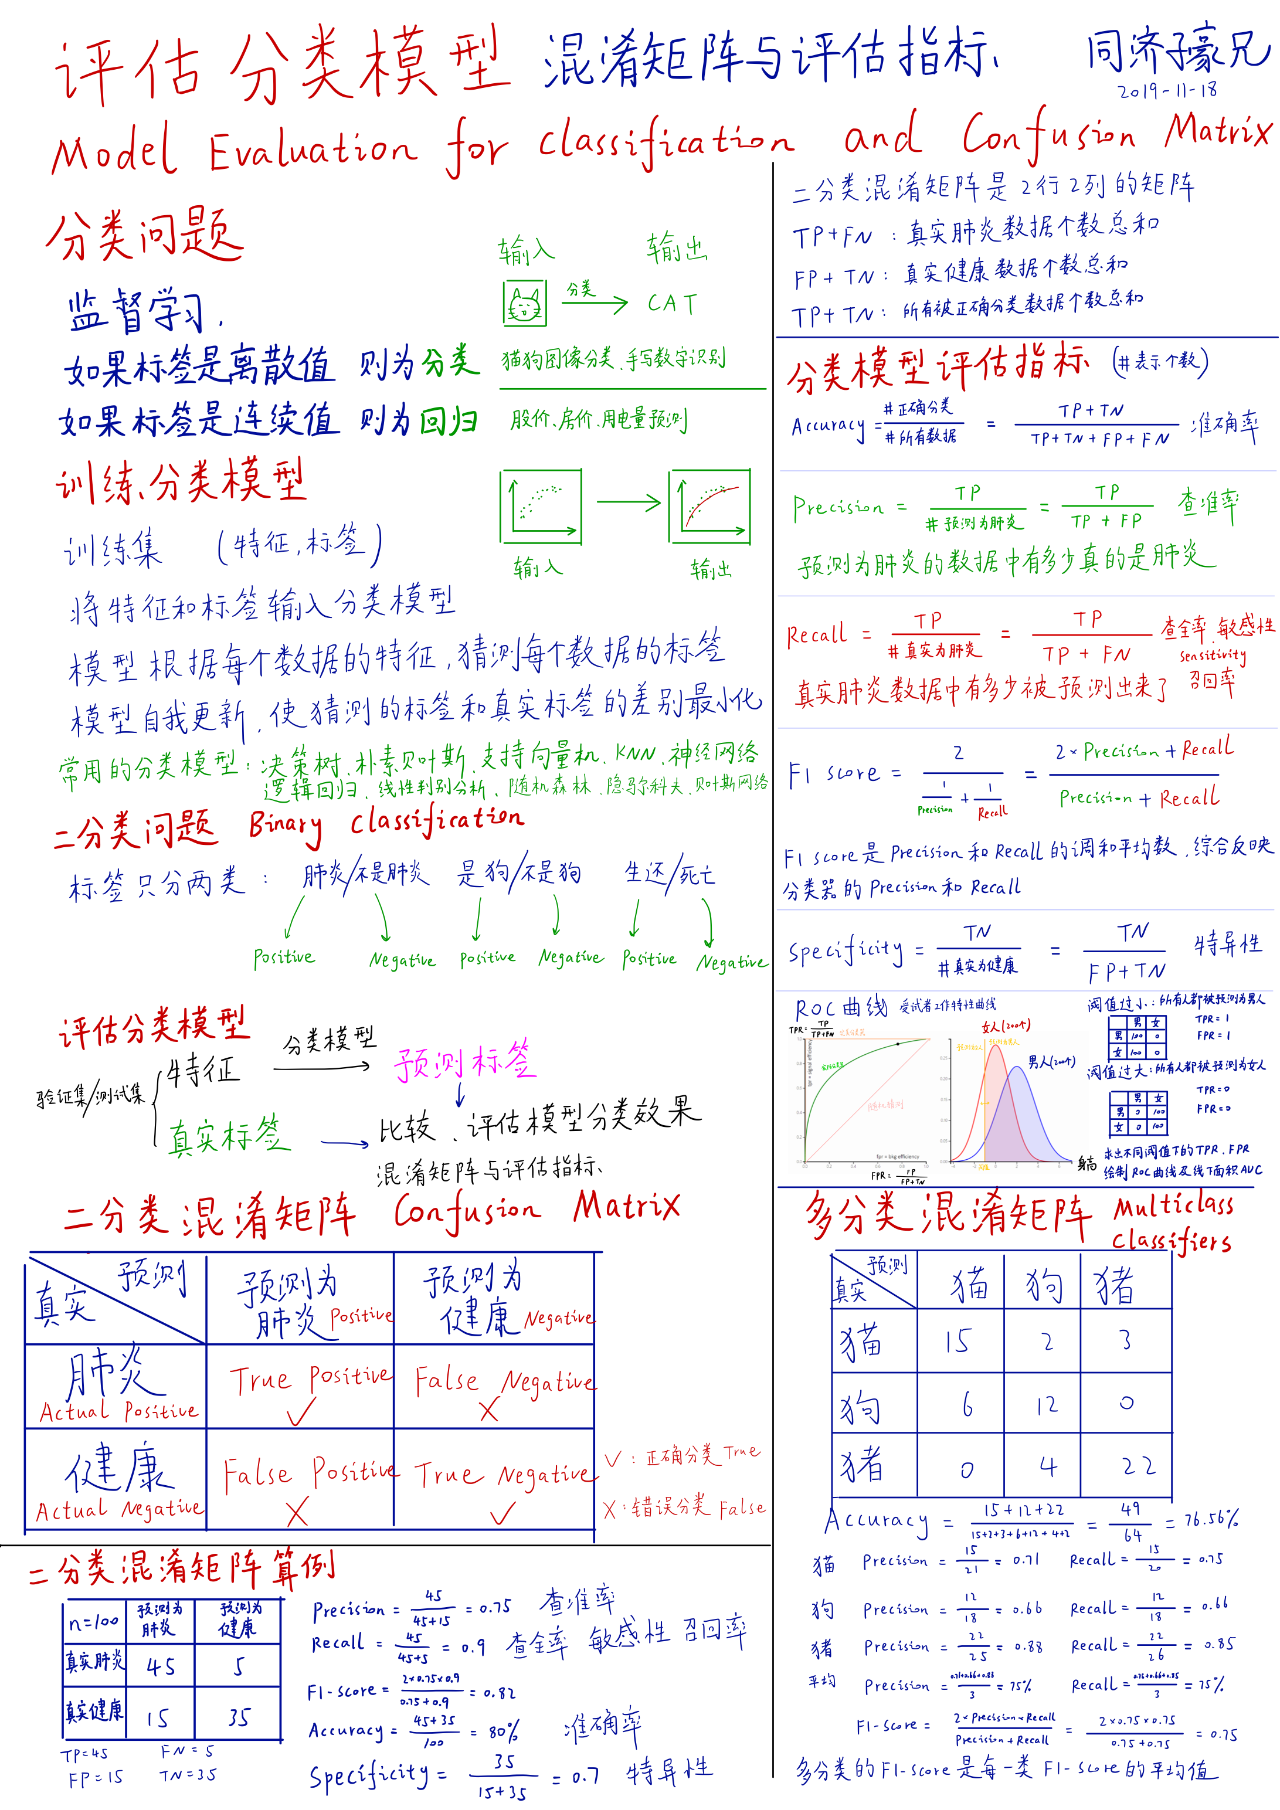 评估分类模型 混淆矩阵与评估指标、 同济子豪兄
2019-11-18
Model Evaluation for classification and Confusion Matrix
分类问题
监督学习,
如果标签是离散值 则为分类
如果标签是连续值 则为回归
输入 输出
分类
CAT
猫狗图像分类、手写数字识别
股价、房价、用电量预测
训练、分类模型
训练集 (特征,标签)
输入 输出
将特征和标签输入分类模型
模型根据每个数据的特征,猜测每个数据的标签
模型自我更新,使猜测的标签和真实标签的差别最小化
常用的分类模型:决策树、朴素贝叶斯、支持向量机、KNN、神经网络
逻辑回归、线性判别分析、随机森林、隐马尔科夫、贝叶斯网络
二分类问题 Binary classification
标签只分两类: 肺炎/不是肺炎 是狗/不是狗 生还/死亡
Positive Negative Positive Negative Positive Negative
评估分类模型
验证集/测试集
特征 分类模型 预测标签
真实标签 比较、评估模型分类效果
混淆矩阵与评估指标、
二分类混淆矩阵 Confusion Matrix
真实 预测 预测为肺炎 Positive 预测为健康 Negative
肺炎 Actual Positive True Positive ✓ False Negative X
健康 Actual Negative False Positive X True Negative ✓
✓:正确分类 True
X:错误分类 False
二分类混淆矩阵算例
n=100 预测为肺炎 预测为健康
真实肺炎 45 5
真实健康 15 35
TP=45 FN=5
FP=15 TN=35
Precision = 45/(45+15) = 0.75 查准率
Recall = 45/(45+5) = 0.9 查全率 敏感性 召回率
F1-score = (2×0.75×0.9)/(0.75+0.9) = 0.82
Accuracy = (45+35)/100 = 80% 准确率
Specificity = 35/(15+35) = 0.7 特异性
二分类混淆矩阵是2行2列的矩阵
TP+FN:真实肺炎数据个数总和
FP+TN:真实健康数据个数总和
TP+TN:所有被正确分类数据个数总和
分类模型评估指标 (#表示个数)
Accuracy = #正确分类/#所有数据 = (TP+TN)/(TP+TN+FP+FN) 准确率
Precision = TP/#预测为肺炎 = TP/(TP+FP) 查准率
预测为肺炎的数据中有多少真的是肺炎
Recall = TP/#真实为肺炎 = TP/(TP+FN) 查全率、敏感性
sensitivity
真实肺炎数据中有多少被预测出来了 召回率
F1 score = 2/(1/Precision + 1/Recall) = (2×Precision+Recall)/(Precision+Recall)
F1 score是Precision和Recall的调和平均数,综合反映
分类器的Precision和Recall
Specificity = TN/#真实为健康 = TN/(FP+TN) 特异性
ROC曲线 受试者工作特性曲线
TPR = TP/(TP+FN)
随机猜测
FPR = FP/(FP+TN)
女人(200个)
男人(200个)
阈值过小:所有人都被预测为男人
男 女
男 100 0
女 100 0
TPR=1
FPR=1
阈值过大:所有人都被预测为女人
男 女
男 0 100
女 0 100
TPR=0
FPR=0
求出不同阈值下的TPR、FPR
绘制ROC曲线及线下面积AUC
多分类混淆矩阵 Multiclass
Classifiers
真实 预测 猫 狗 猪
猫 15 2 3
狗 6 12 0
猪 0 4 22
Accuracy = (15+12+22)/(15+2+3+6+12+4+22) = 49/64 = 76.56%
猫 Precision = 15/21 = 0.71 Recall = 15/20 = 0.75
狗 Precision = 12/18 = 0.66 Recall = 12/18 = 0.66
猪 Precision = 22/25 = 0.88 Recall = 22/26 = 0.85
平均 Precision = (0.71+0.66+0.88)/3 = 75% Recall = (0.75+0.66+0.85)/3 = 75%
F1-Score = (2×Precision×Recall)/(Precision+Recall) = (2×0.75×0.75)/(0.75+0.75) = 0.75
多分类的F1-score是每一类F1-score的平均值